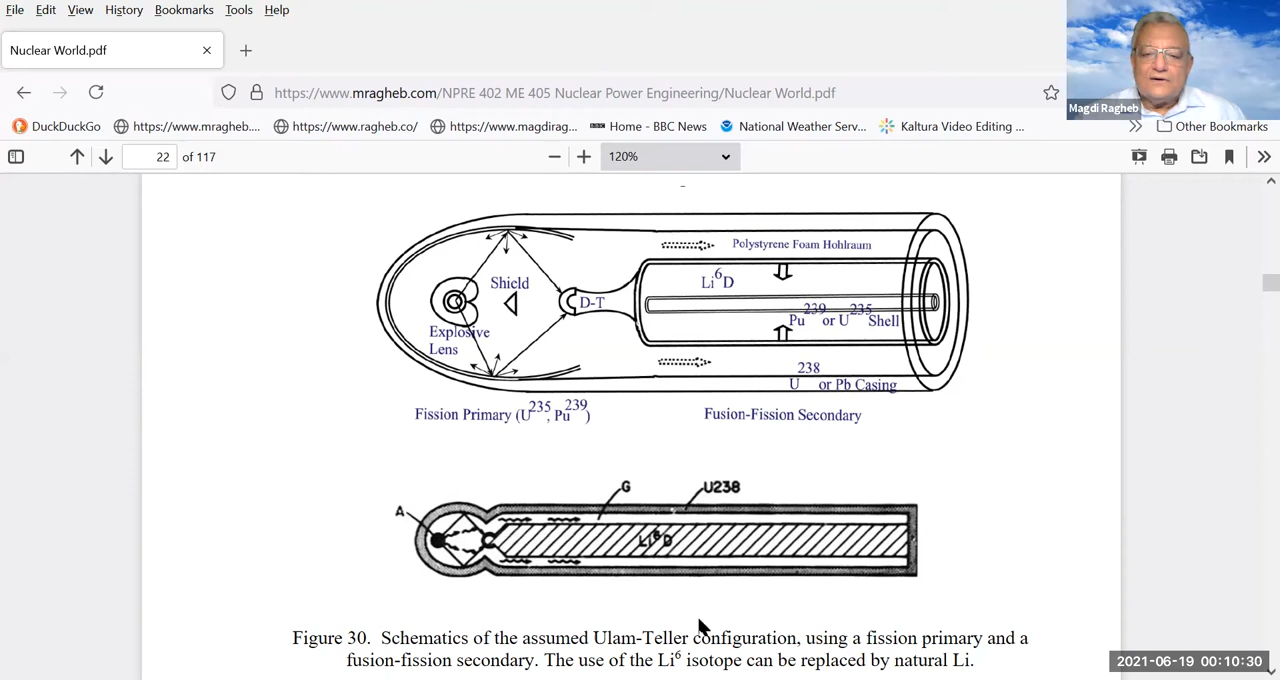 File Edit View History Bookmarks Tools Help
Nuclear World.pdf
https://www.mragheb.com/NPRE 402 ME 405 Nuclear Power Engineering/Nuclear World.pdf
Magdi Ragheb
DuckDuckGo https://www.mragheb.... https://www.ragheb.co/ https://www.magdirag... Home - BBC News National Weather Serv... Kaltura Video Editing ... Other Bookmarks
22 of 117 120%
Polystyrene Foam Hohlraum
Li6D
Shield
D-T
Pu239 or U235 Shell
Explosive
Lens
U238 or Pb Casing
Fission Primary (U235, Pu239)
Fusion-Fission Secondary
A
G
U238
Li6D
Figure 30. Schematics of the assumed Ulam-Teller configuration, using a fission primary and a
fusion-fission secondary. The use of the Li6 isotope can be replaced by natural Li.
2021-06-19 00:10:30